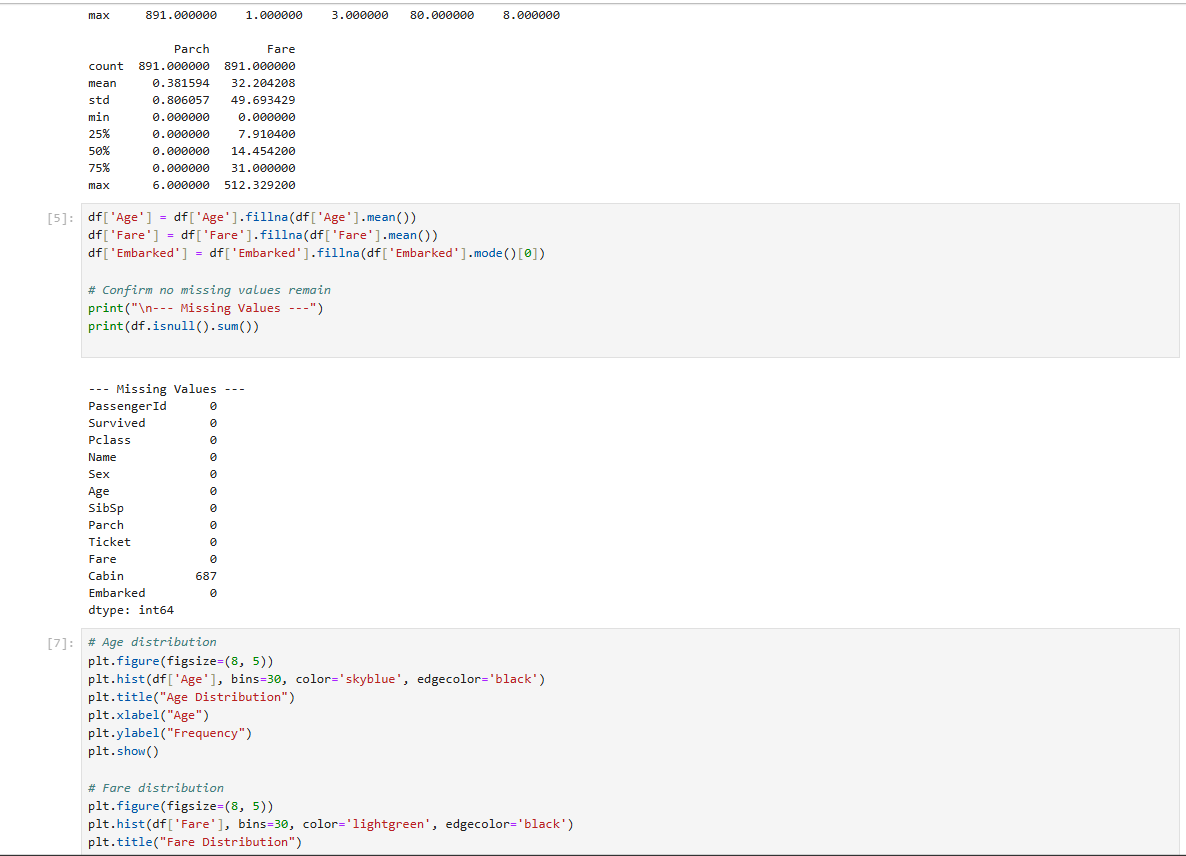 max     891.000000    1.000000    3.000000   80.000000    8.000000
            Parch        Fare
count  891.000000  891.000000
mean     0.381594   32.204208
std      0.806057   49.693429
min      0.000000    0.000000
25%      0.000000    7.910400
50%      0.000000   14.454200
75%      0.000000   31.000000
max      6.000000  512.329200
[5]: df['Age'] = df['Age'].fillna(df['Age'].mean())
df['Fare'] = df['Fare'].fillna(df['Fare'].mean())
df['Embarked'] = df['Embarked'].fillna(df['Embarked'].mode()[0])
# Confirm no missing values remain
print("\n--- Missing Values ---")
print(df.isnull().sum())
--- Missing Values ---
PassengerId      0
Survived         0
Pclass           0
Name             0
Sex              0
Age              0
SibSp            0
Parch            0
Ticket           0
Fare             0
Cabin          687
Embarked         0
dtype: int64
[7]: # Age distribution
plt.figure(figsize=(8, 5))
plt.hist(df['Age'], bins=30, color='skyblue', edgecolor='black')
plt.title("Age Distribution")
plt.xlabel("Age")
plt.ylabel("Frequency")
plt.show()
# Fare distribution
plt.figure(figsize=(8, 5))
plt.hist(df['Fare'], bins=30, color='lightgreen', edgecolor='black')
plt.title("Fare Distribution")